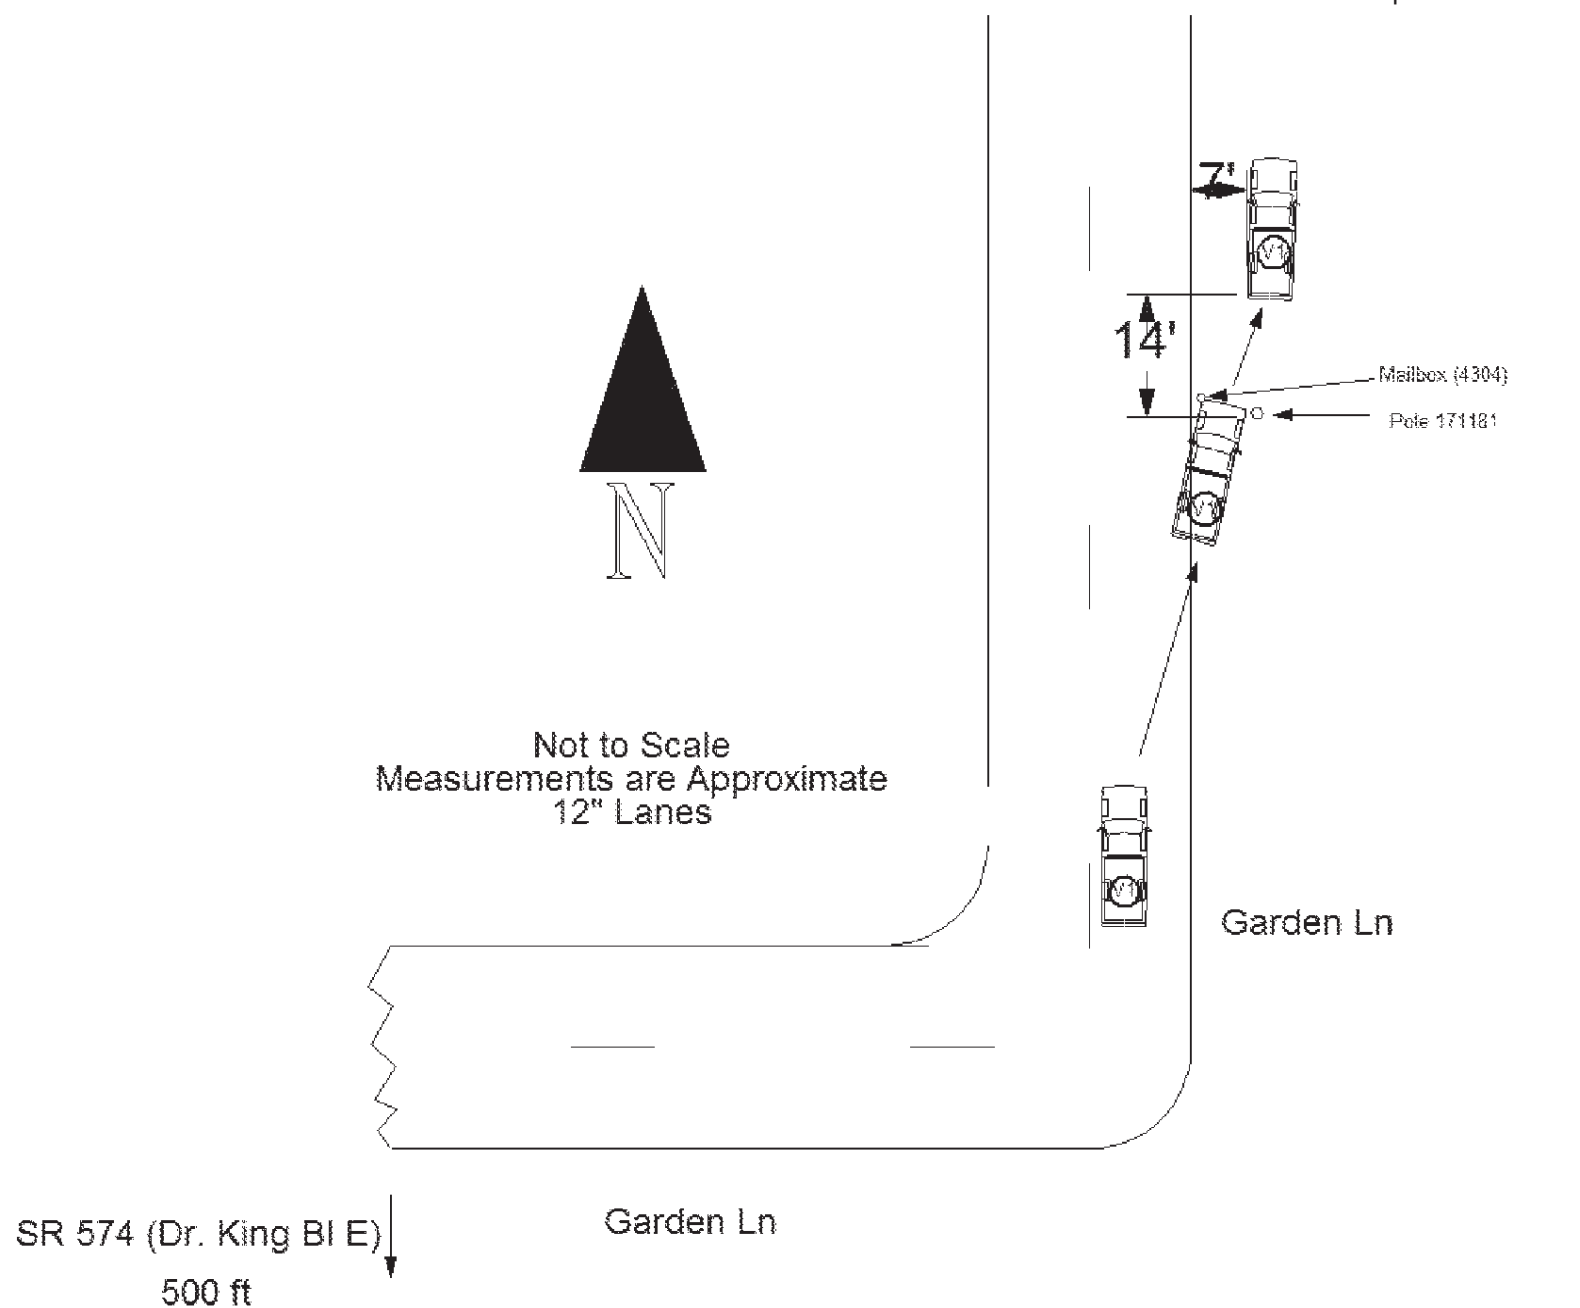 7'
V1
14'
Mailbox (4304)
Pole 171181
V1
N
Not to Scale
Measurements are Approximate
12" Lanes
V1
Garden Ln
Garden Ln
SR 574 (Dr. King Bl E)
500 ft